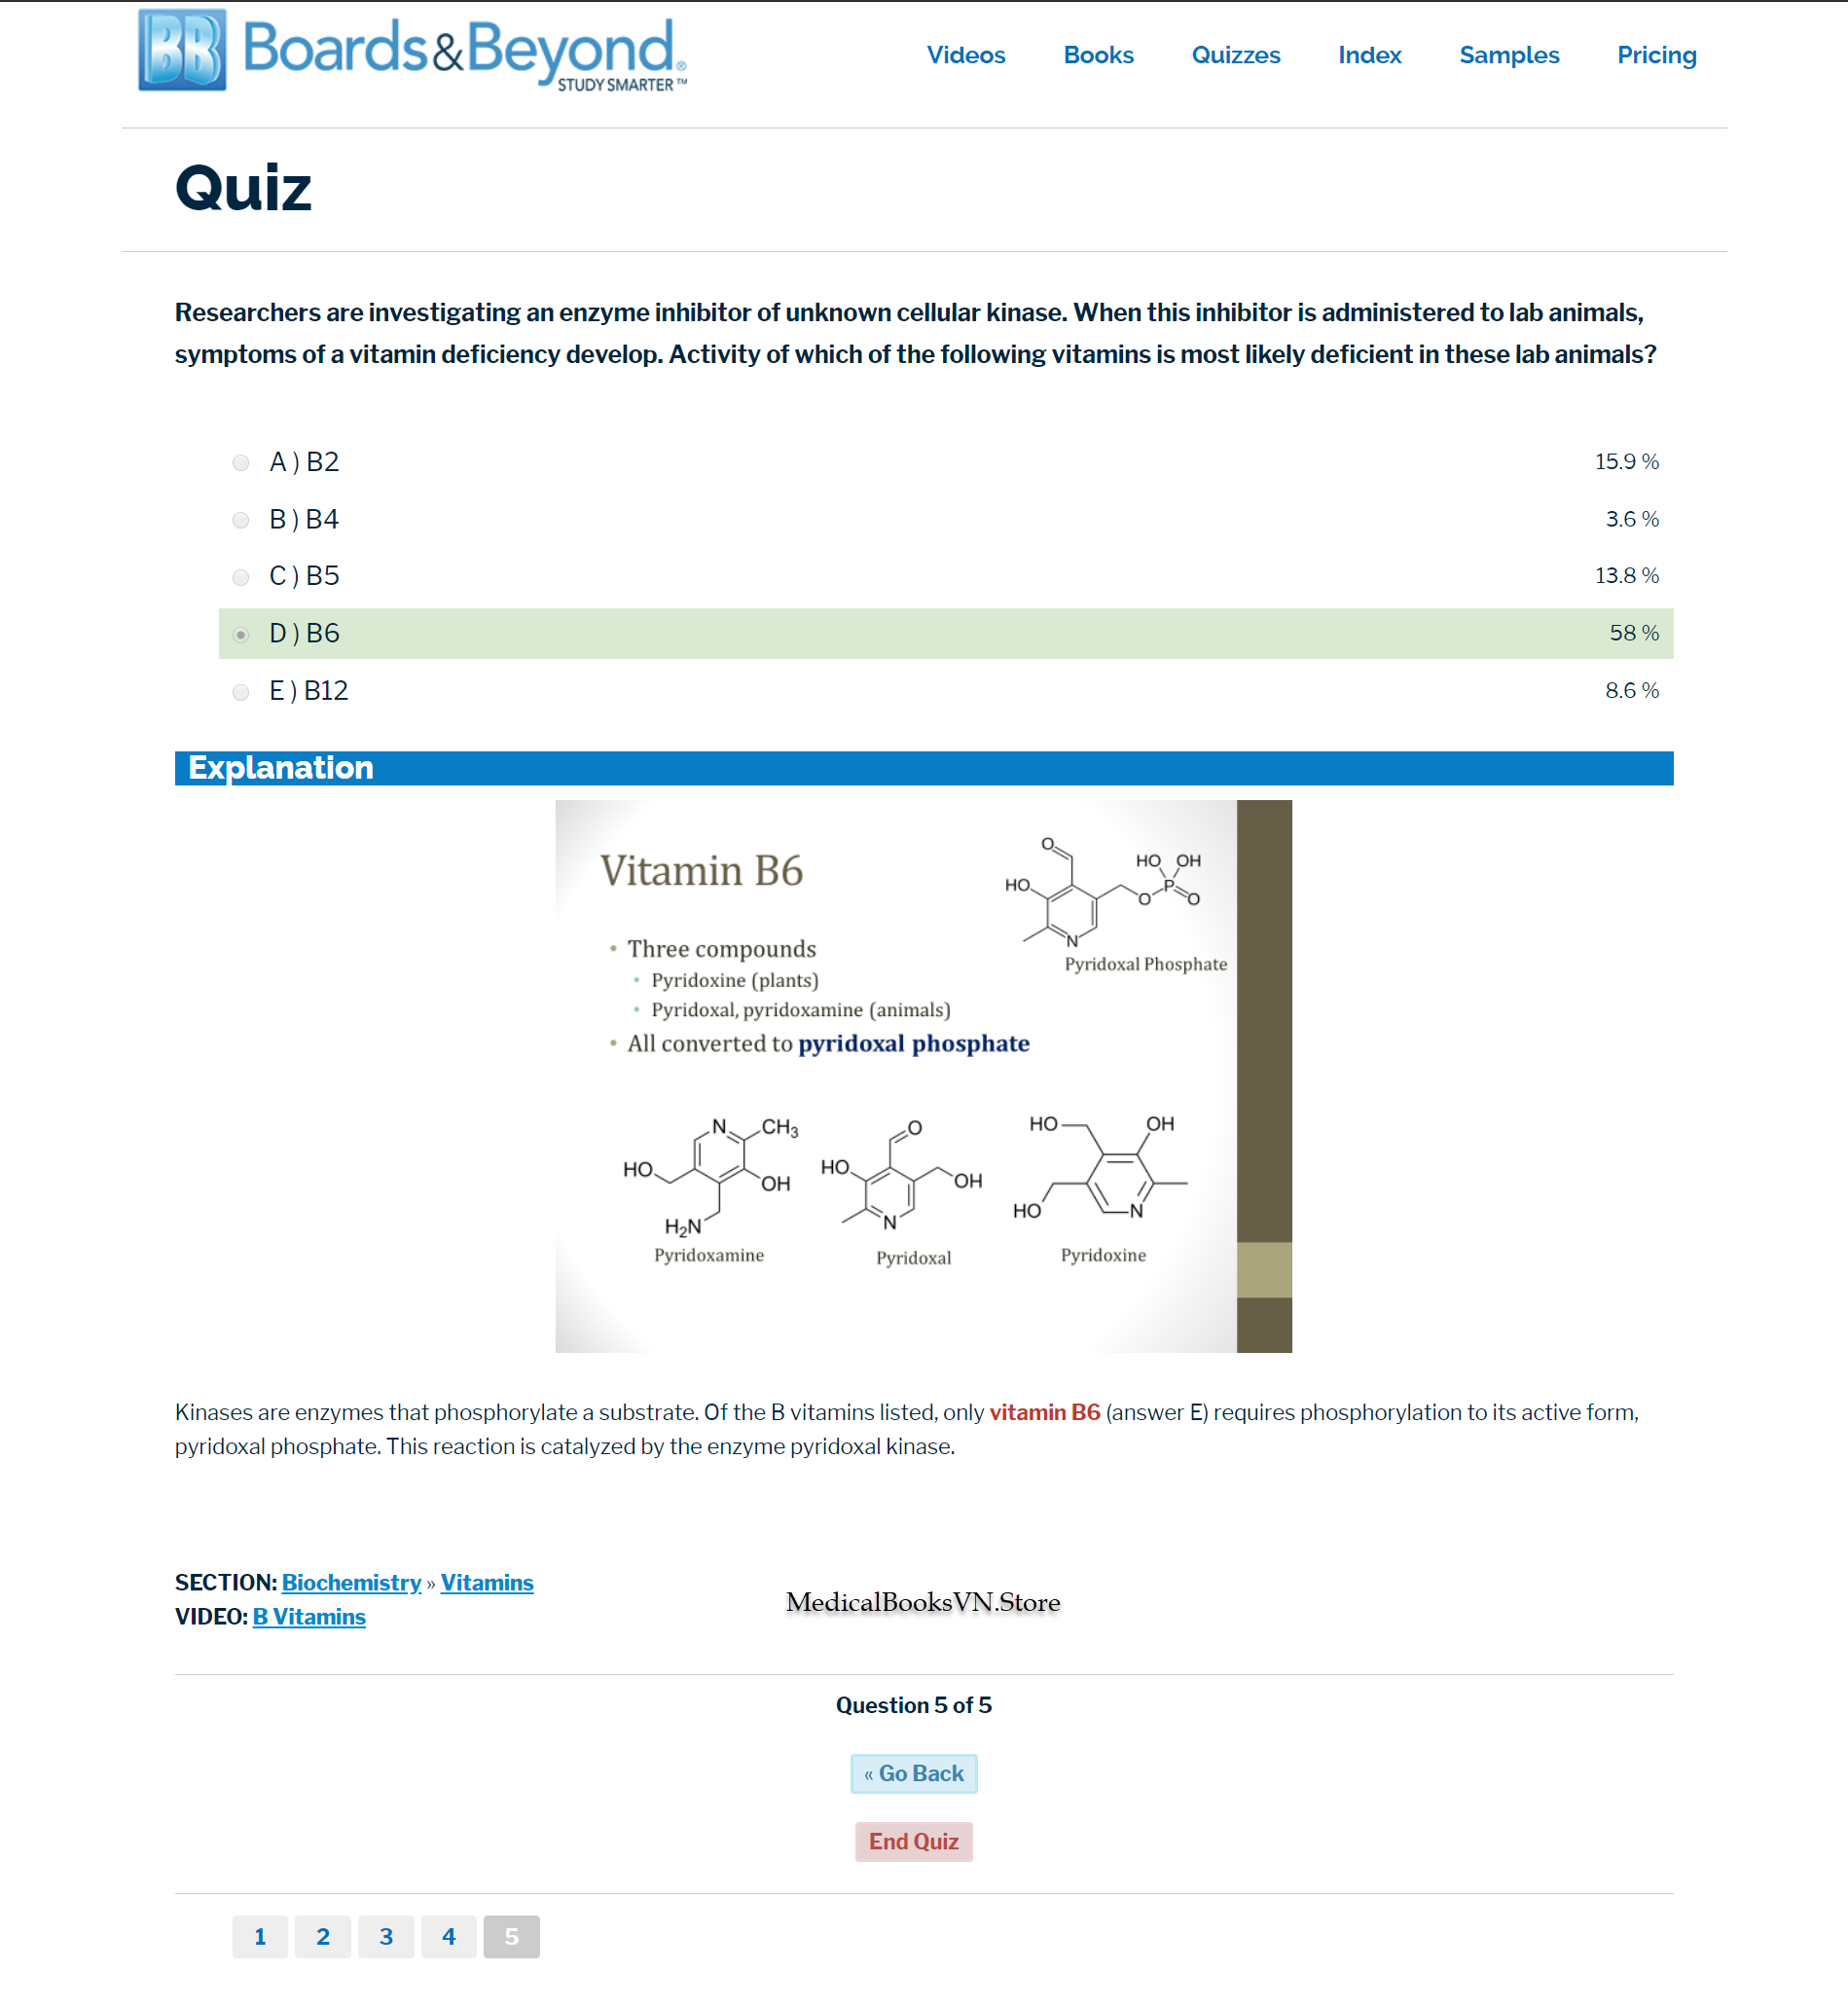 BB Boards&Beyond®
STUDY SMARTER™
Videos Books Quizzes Index Samples Pricing
Quiz
Researchers are investigating an enzyme inhibitor of unknown cellular kinase. When this inhibitor is administered to lab animals,
symptoms of a vitamin deficiency develop. Activity of which of the following vitamins is most likely deficient in these lab animals?
A ) B2 15.9 %
B ) B4 3.6 %
C ) B5 13.8 %
D ) B6 58 %
E ) B12 8.6 %
Explanation
Vitamin B6
O
HO OH
HO
P
O O
N
Pyridoxal Phosphate
• Three compounds
• Pyridoxine (plants)
• Pyridoxal, pyridoxamine (animals)
• All converted to pyridoxal phosphate
N CH3
HO
OH
H2N
Pyridoxamine
O
HO
OH
N
Pyridoxal
HO OH
HO N
Pyridoxine
Kinases are enzymes that phosphorylate a substrate. Of the B vitamins listed, only vitamin B6 (answer E) requires phosphorylation to its active form,
pyridoxal phosphate. This reaction is catalyzed by the enzyme pyridoxal kinase.
SECTION: Biochemistry » Vitamins
VIDEO: B Vitamins
MedicalBooksVN.Store
Question 5 of 5
« Go Back
End Quiz
1 2 3 4 5